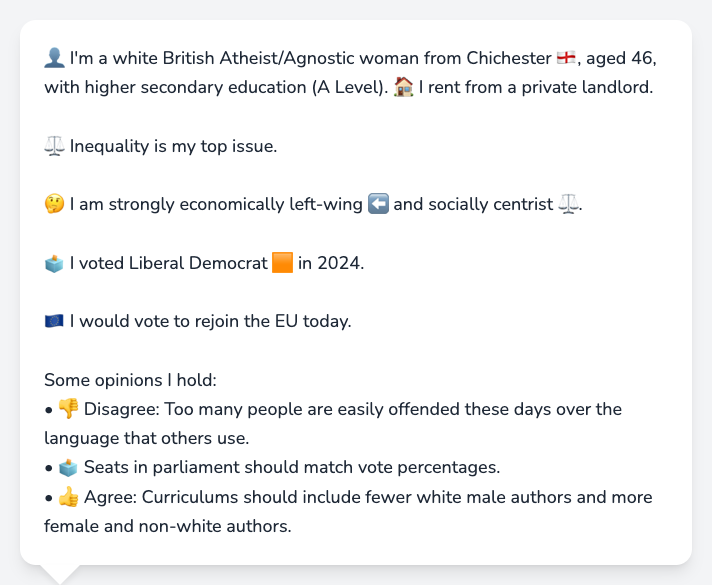 👤 I'm a white British Atheist/Agnostic woman from Chichester 🏴󠁧󠁢󠁥󠁮󠁧󠁿, aged 46,
with higher secondary education (A Level). 🏠 I rent from a private landlord.
⚖️ Inequality is my top issue.
🤔 I am strongly economically left-wing ⬅️ and socially centrist ⚖️.
🗳️ I voted Liberal Democrat 🟧 in 2024.
🇪🇺 I would vote to rejoin the EU today.
Some opinions I hold:
• 👎 Disagree: Too many people are easily offended these days over the
language that others use.
• 🗳️ Seats in parliament should match vote percentages.
• 👍 Agree: Curriculums should include fewer white male authors and more
female and non-white authors.